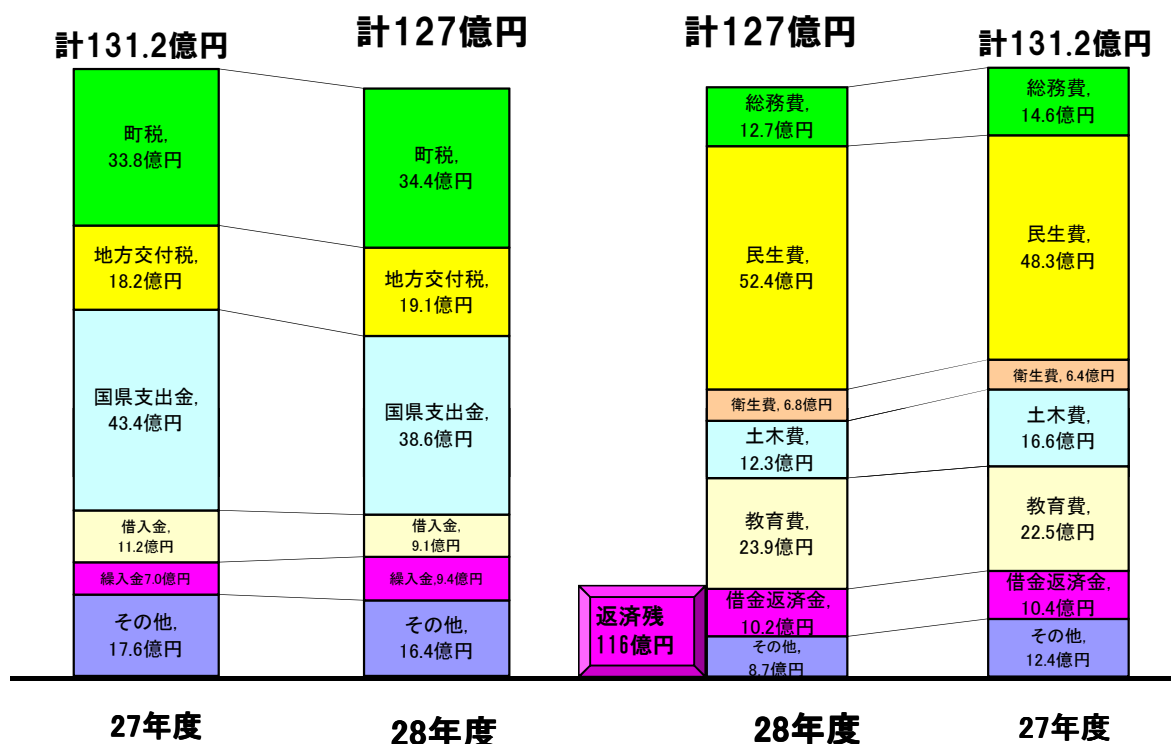 計131.2億円
町税,
33.8億円
地方交付税,
18.2億円
国県支出金,
43.4億円
借入金,
11.2億円
繰入金7.0億円
その他,
17.6億円
27年度
計127億円
町税,
34.4億円
地方交付税,
19.1億円
国県支出金,
38.6億円
借入金,
9.1億円
繰入金,9.4億円
その他,
16.4億円
28年度
返済残
116億円
計127億円
総務費,
12.7億円
民生費,
52.4億円
衛生費, 6.8億円
土木費,
12.3億円
教育費,
23.9億円
借金返済金,
10.2億円
その他,
8.7億円
28年度
計131.2億円
総務費,
14.6億円
民生費,
48.3億円
衛生費, 6.4億円
土木費,
16.6億円
教育費,
22.5億円
借金返済金,
10.4億円
その他,
12.4億円
27年度